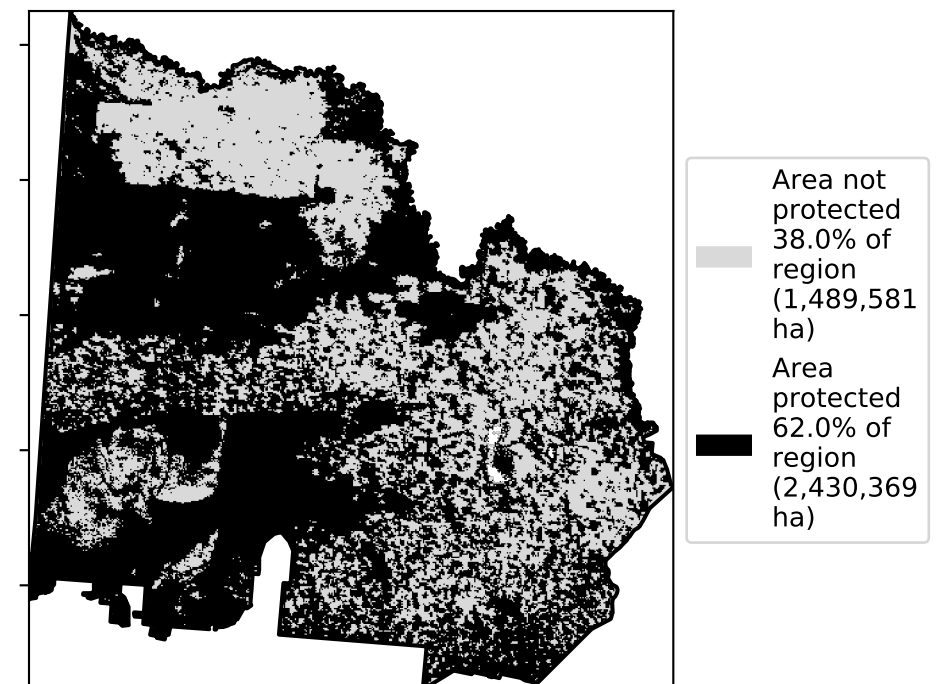 Area not
protected
38.0% of
region
(1,489,581
ha)
Area
protected
62.0% of
region
(2,430,369
ha)